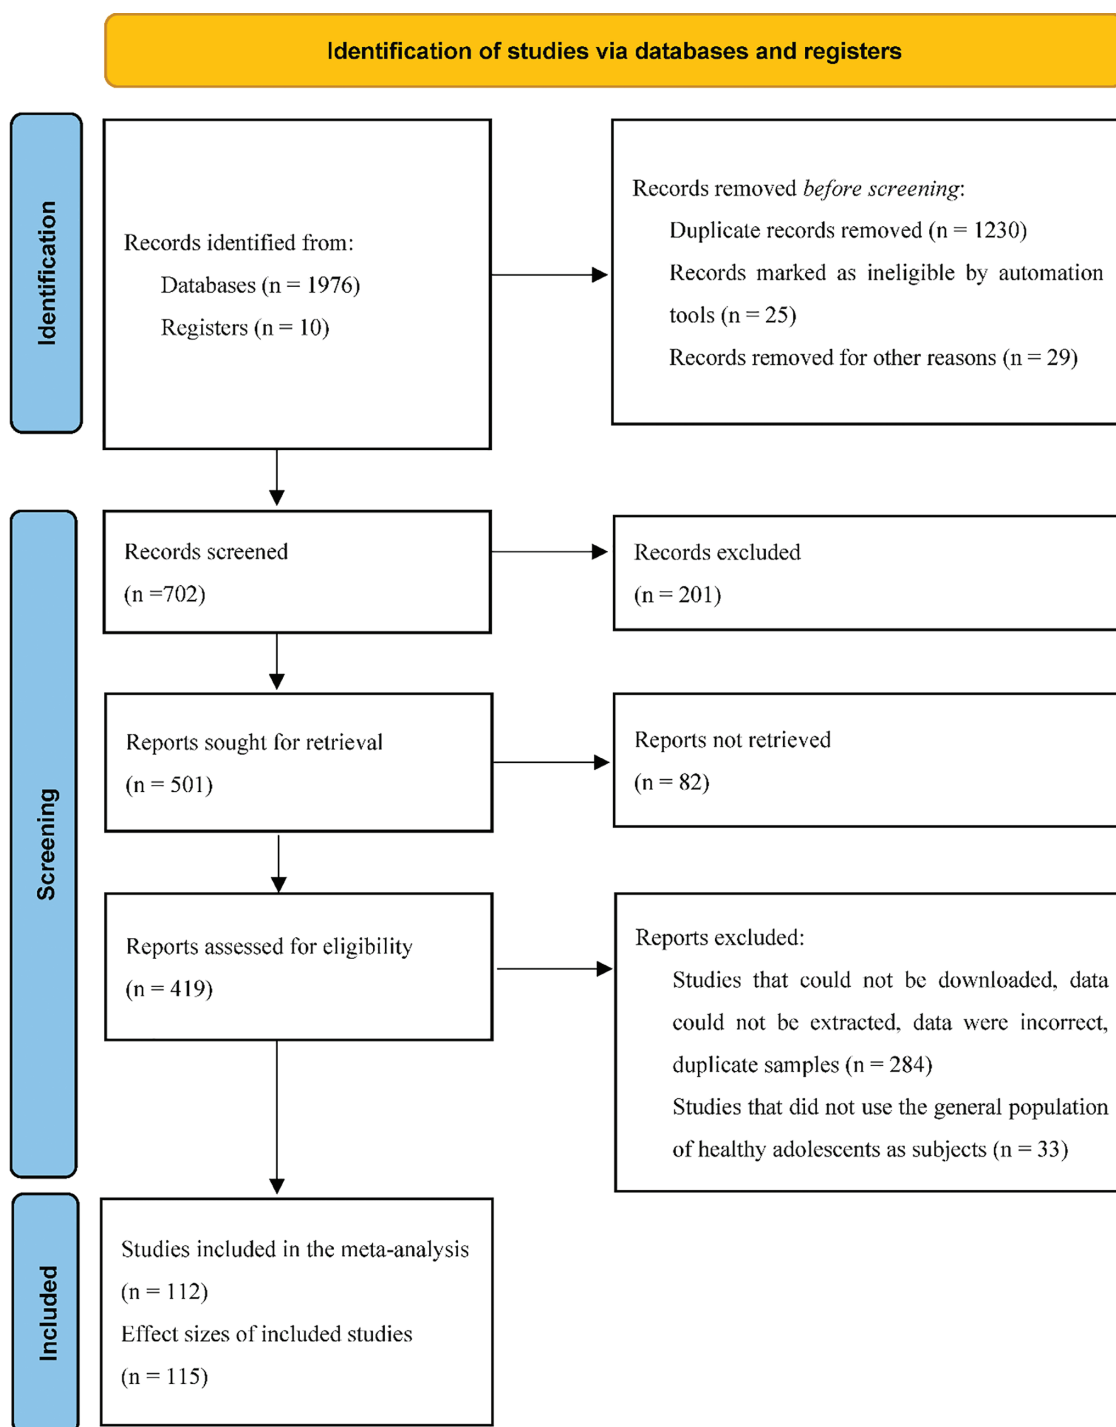 Identification of studies via databases and registers
Identification
Records identified from:
Databases (n = 1976)
Registers (n = 10)
Records removed before screening:
Duplicate records removed (n = 1230)
Records marked as ineligible by automation
tools (n = 25)
Records removed for other reasons (n = 29)
Screening
Records screened
(n =702)
Records excluded
(n = 201)
Reports sought for retrieval
(n = 501)
Reports not retrieved
(n = 82)
Reports assessed for eligibility
(n = 419)
Reports excluded:
Studies that could not be downloaded, data
could not be extracted, data were incorrect,
duplicate samples (n = 284)
Studies that did not use the general population
of healthy adolescents as subjects (n = 33)
Included
Studies included in the meta-analysis
(n = 112)
Effect sizes of included studies
(n = 115)